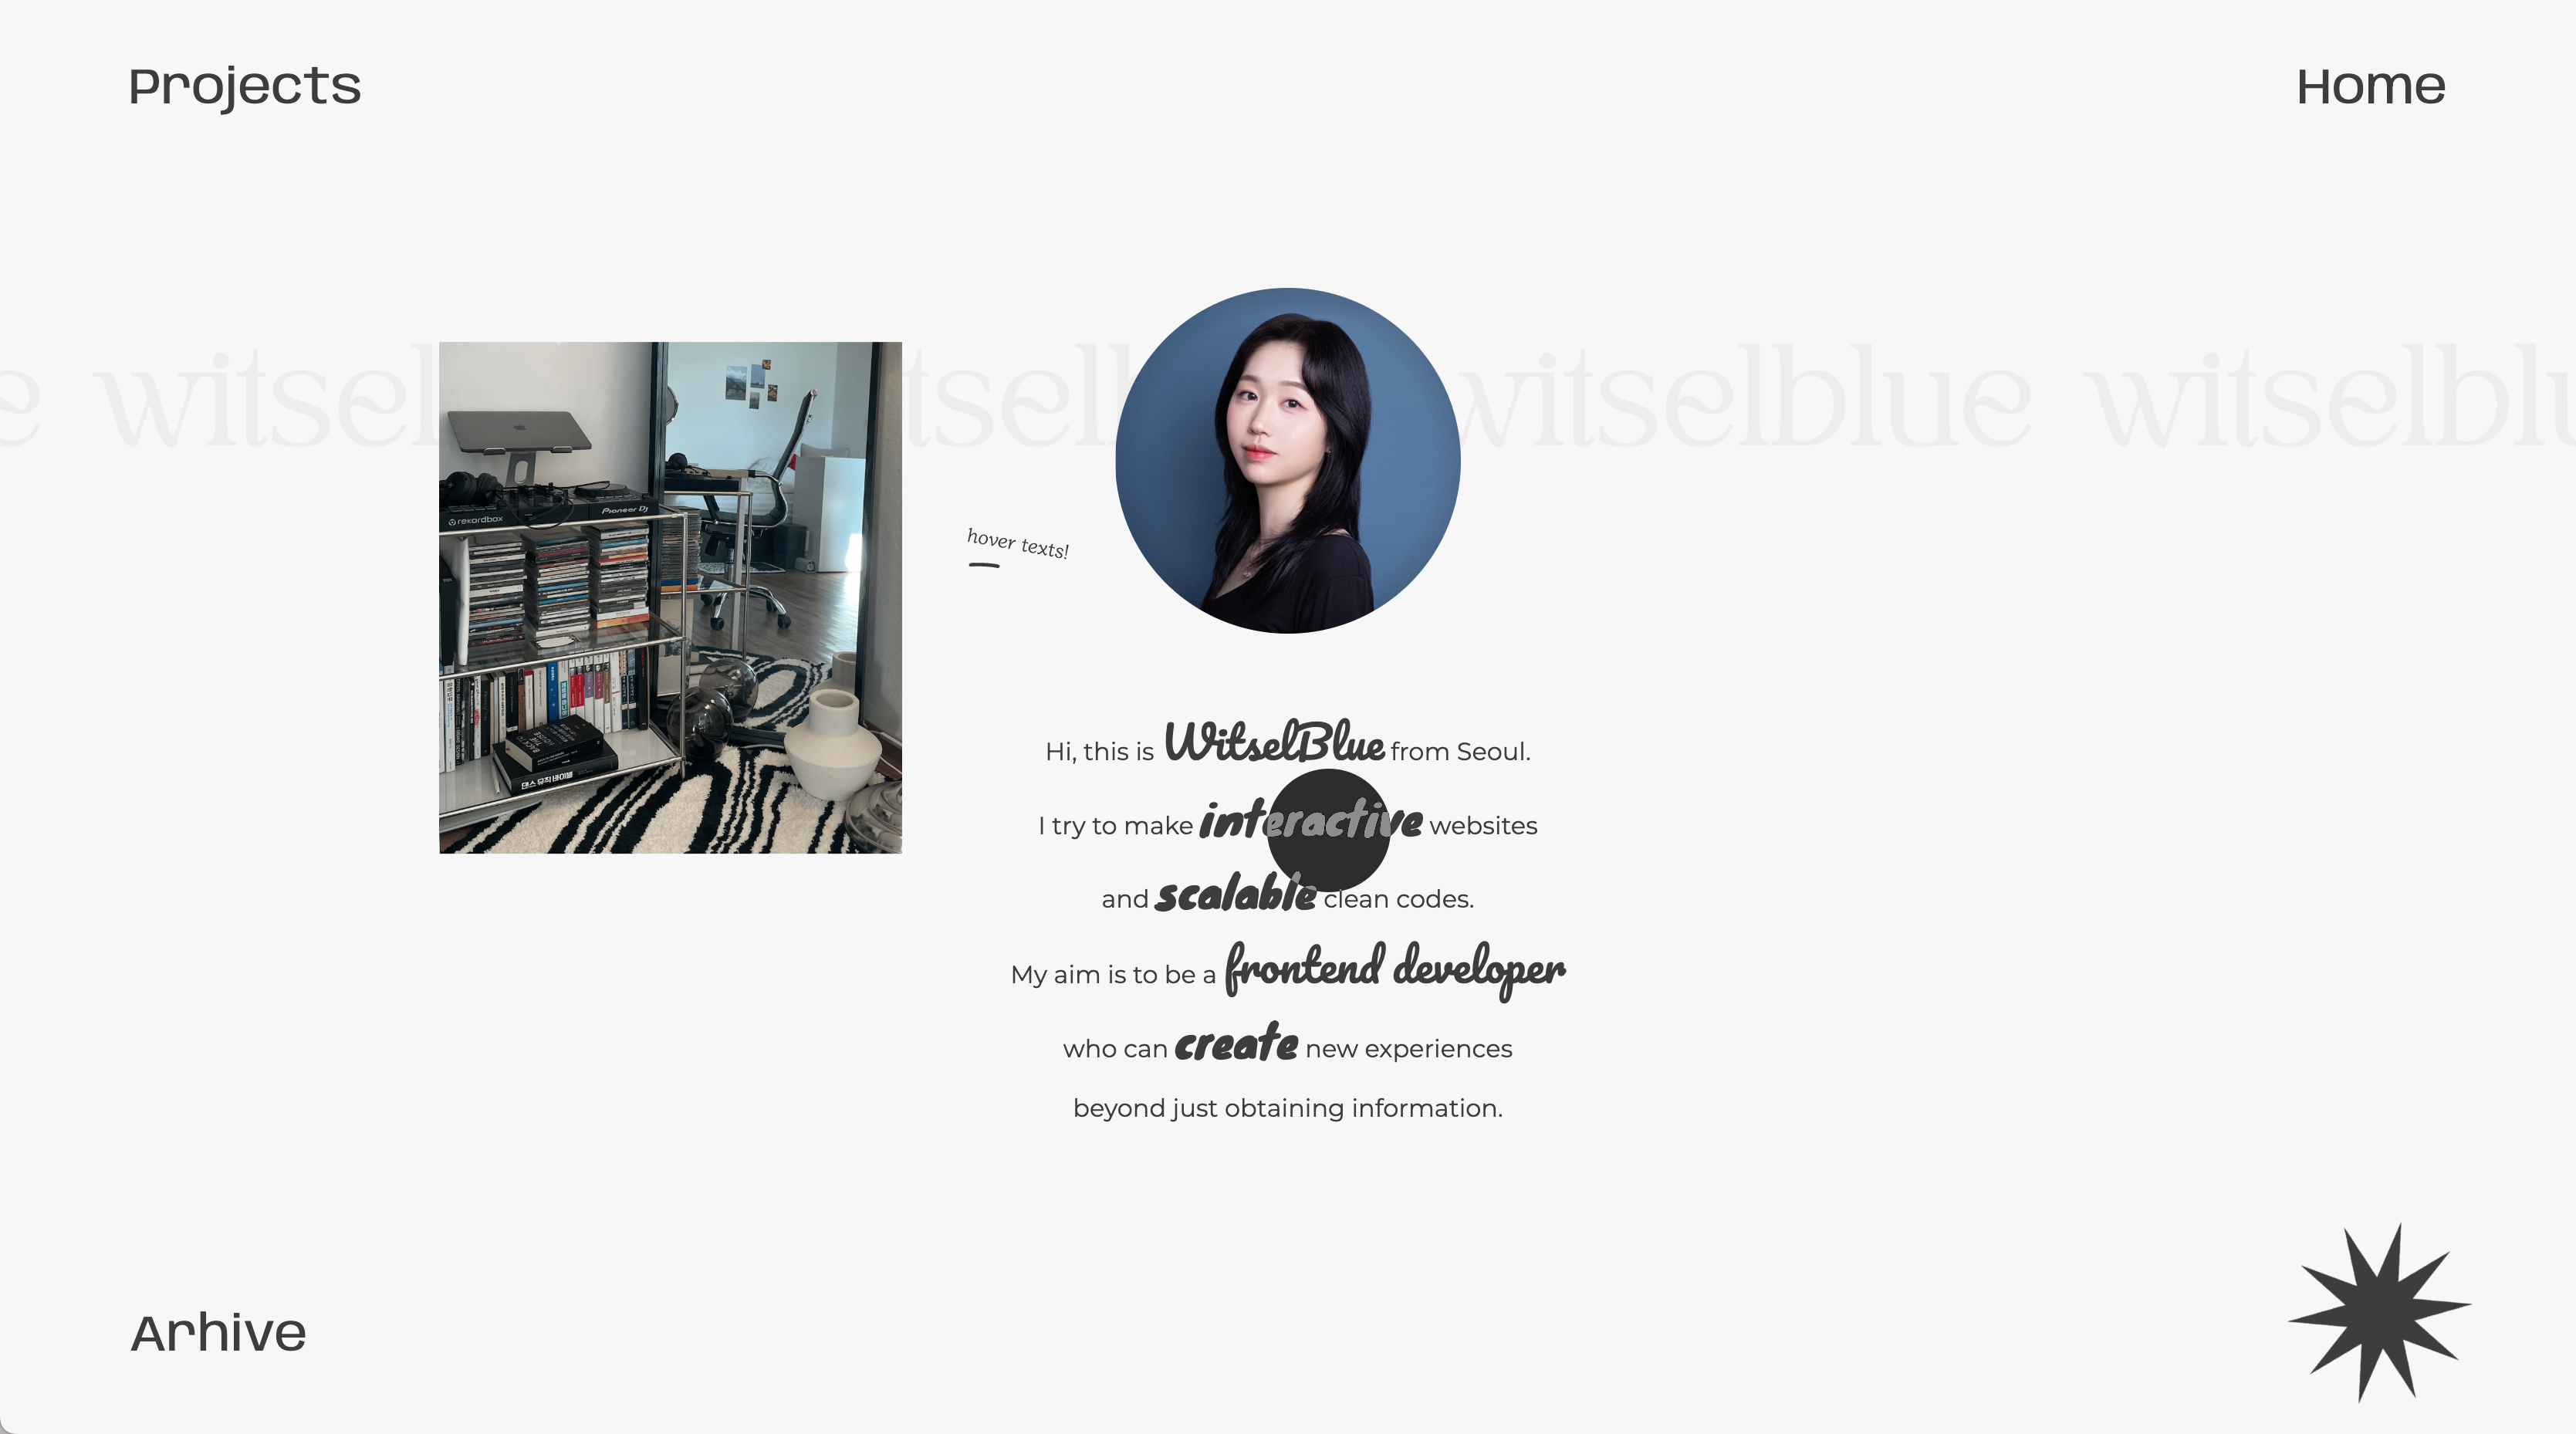 Projects
Home
e witsel tsell witselblue witselblu
rekordbox
Pioneer DJ
hover texts!
댄스 뮤직 바이블
Hi, this is WitselBlue from Seoul.
I try to make interactive websites
and scalable clean codes.
My aim is to be a frontend developer
who can create new experiences
beyond just obtaining information.
Arhive